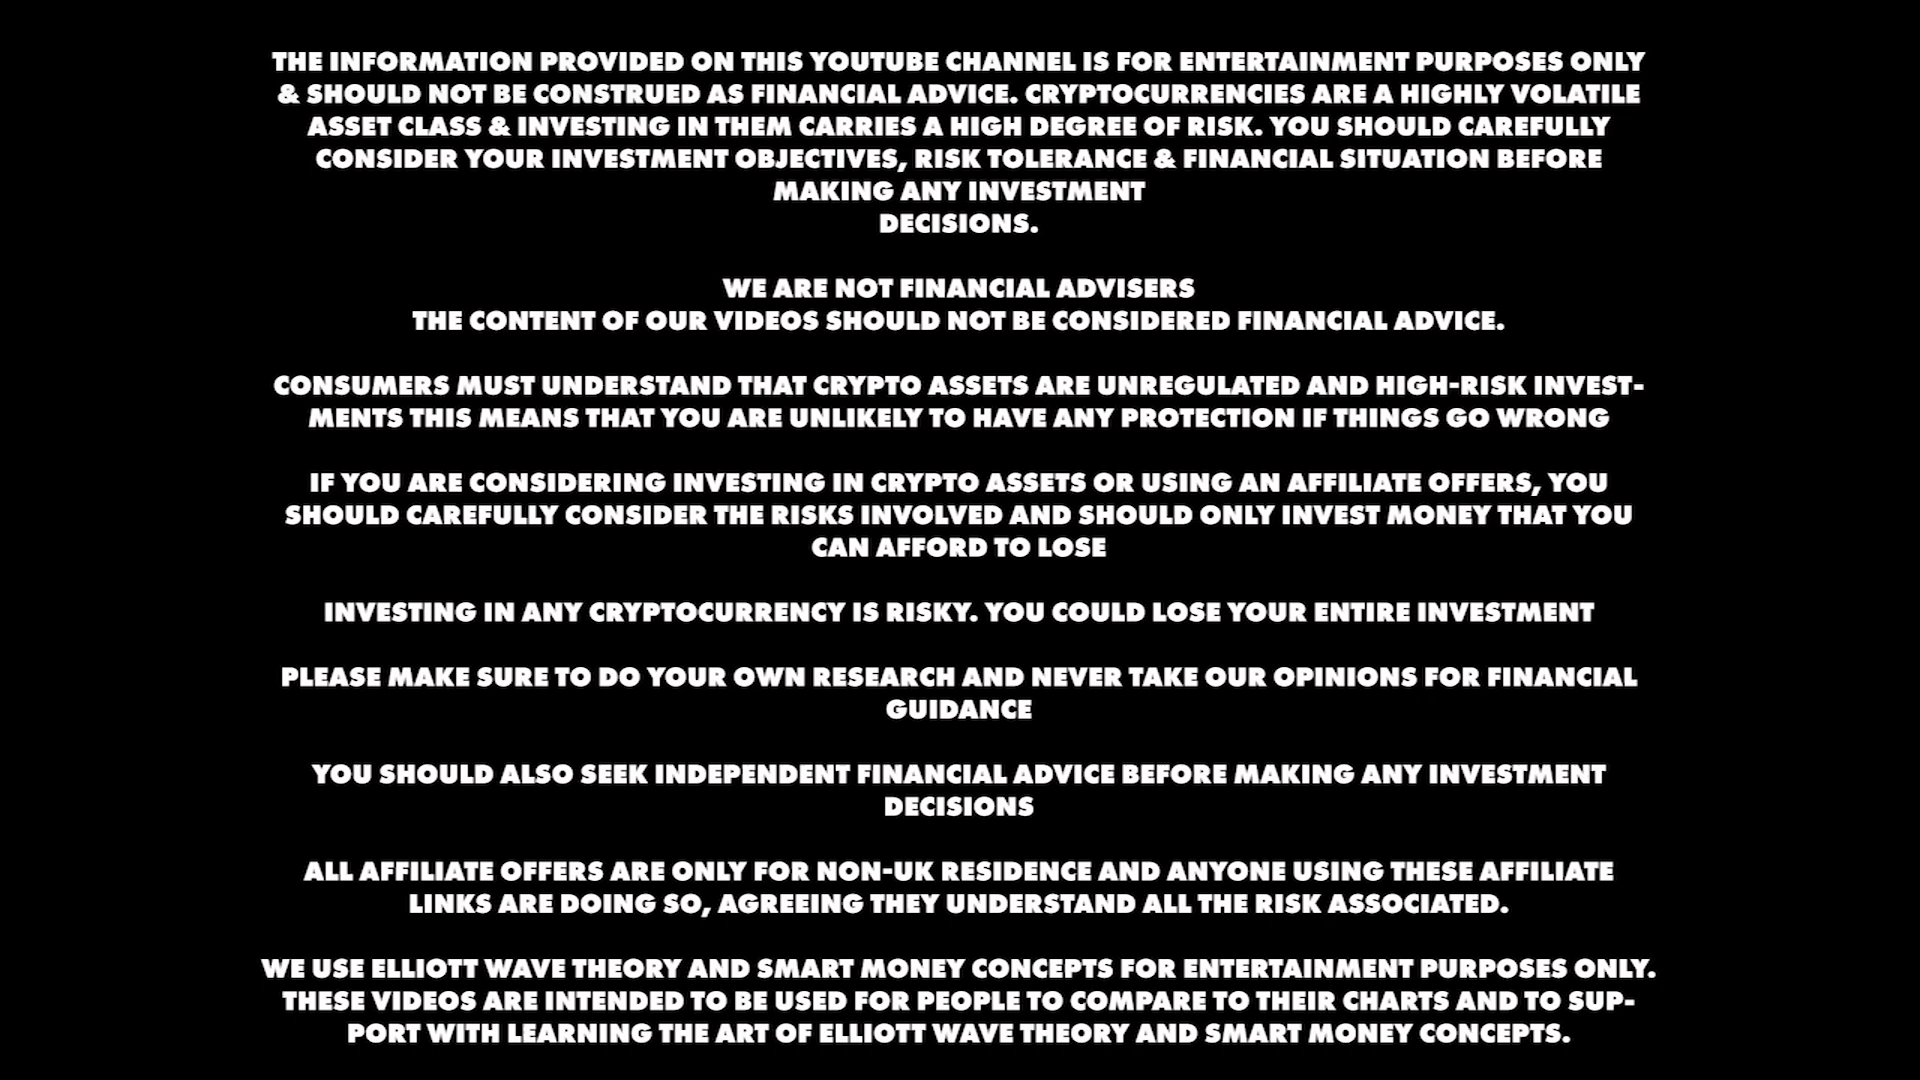 THE INFORMATION PROVIDED ON THIS YOUTUBE CHANNEL IS FOR ENTERTAINMENT PURPOSES ONLY
& SHOULD NOT BE CONSTRUED AS FINANCIAL ADVICE. CRYPTOCURRENCIES ARE A HIGHLY VOLATILE
ASSET CLASS & INVESTING IN THEM CARRIES A HIGH DEGREE OF RISK. YOU SHOULD CAREFULLY
CONSIDER YOUR INVESTMENT OBJECTIVES, RISK TOLERANCE & FINANCIAL SITUATION BEFORE
MAKING ANY INVESTMENT
DECISIONS.
WE ARE NOT FINANCIAL ADVISERS
THE CONTENT OF OUR VIDEOS SHOULD NOT BE CONSIDERED FINANCIAL ADVICE.
CONSUMERS MUST UNDERSTAND THAT CRYPTO ASSETS ARE UNREGULATED AND HIGH-RISK INVEST-
MENTS THIS MEANS THAT YOU ARE UNLIKELY TO HAVE ANY PROTECTION IF THINGS GO WRONG
IF YOU ARE CONSIDERING INVESTING IN CRYPTO ASSETS OR USING AN AFFILIATE OFFERS, YOU
SHOULD CAREFULLY CONSIDER THE RISKS INVOLVED AND SHOULD ONLY INVEST MONEY THAT YOU
CAN AFFORD TO LOSE
INVESTING IN ANY CRYPTOCURRENCY IS RISKY. YOU COULD LOSE YOUR ENTIRE INVESTMENT
PLEASE MAKE SURE TO DO YOUR OWN RESEARCH AND NEVER TAKE OUR OPINIONS FOR FINANCIAL
GUIDANCE
YOU SHOULD ALSO SEEK INDEPENDENT FINANCIAL ADVICE BEFORE MAKING ANY INVESTMENT
DECISIONS
ALL AFFILIATE OFFERS ARE ONLY FOR NON-UK RESIDENCE AND ANYONE USING THESE AFFILIATE
LINKS ARE DOING SO, AGREEING THEY UNDERSTAND ALL THE RISK ASSOCIATED.
WE USE ELLIOTT WAVE THEORY AND SMART MONEY CONCEPTS FOR ENTERTAINMENT PURPOSES ONLY.
THESE VIDEOS ARE INTENDED TO BE USED FOR PEOPLE TO COMPARE TO THEIR CHARTS AND TO SUP-
PORT WITH LEARNING THE ART OF ELLIOTT WAVE THEORY AND SMART MONEY CONCEPTS.